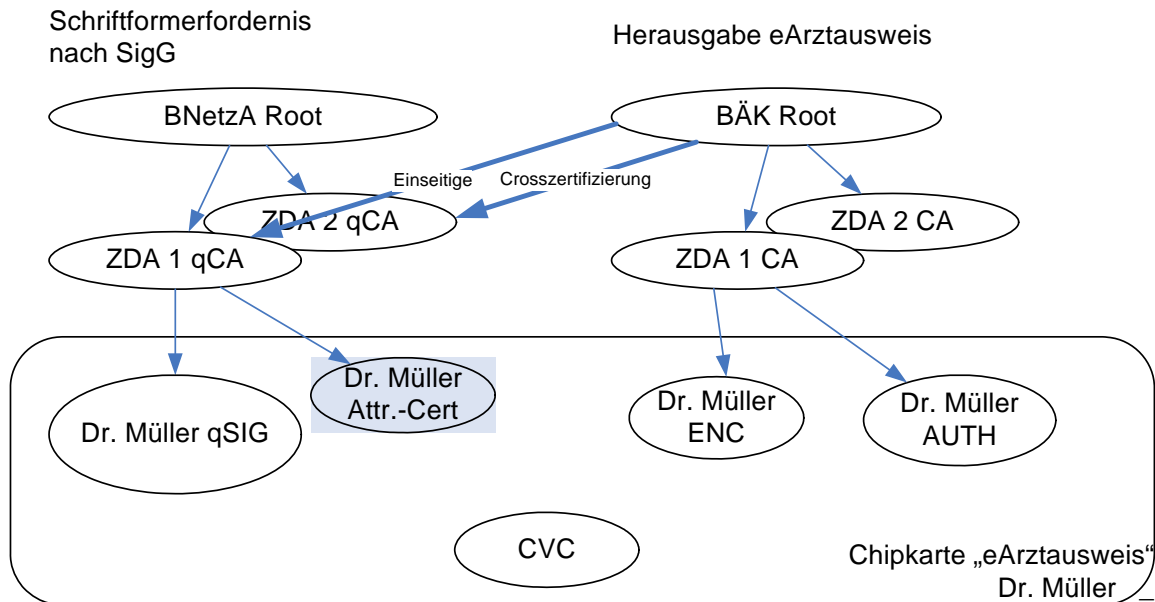 Schriftformerfordernis
nach SigG
Herausgabe eArztausweis
BNetzA Root
BÄK Root
Einseitige Crosszertifizierung
ZDA 2 qCA
ZDA 2 CA
ZDA 1 qCA
ZDA 1 CA
Dr. Müller
Attr.-Cert
Dr. Müller qSIG
Dr. Müller
ENC
Dr. Müller
AUTH
CVC
Chipkarte „eArztausweis“
Dr. Müller _